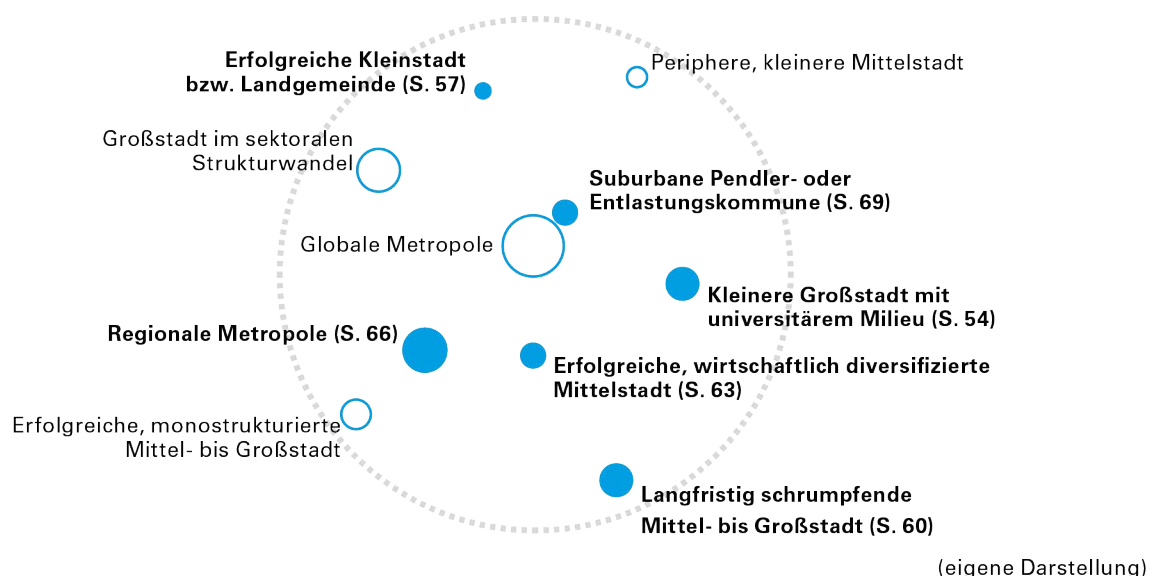 Erfolgreiche Kleinstadt
bzw. Landgemeinde (S. 57)
Periphere, kleinere Mittelstadt
Großstadt im sektoralen
Strukturwandel
Suburbane Pendler- oder
Entlastungskommune (S. 69)
Globale Metropole
Kleinere Großstadt mit
universitärem Milieu (S. 54)
Regionale Metropole (S. 66)
Erfolgreiche, wirtschaftlich diversifizierte
Mittelstadt (S. 63)
Erfolgreiche, monostrukturierte
Mittel- bis Großstadt
Langfristig schrumpfende
Mittel- bis Großstadt (S. 60)
(eigene Darstellung)